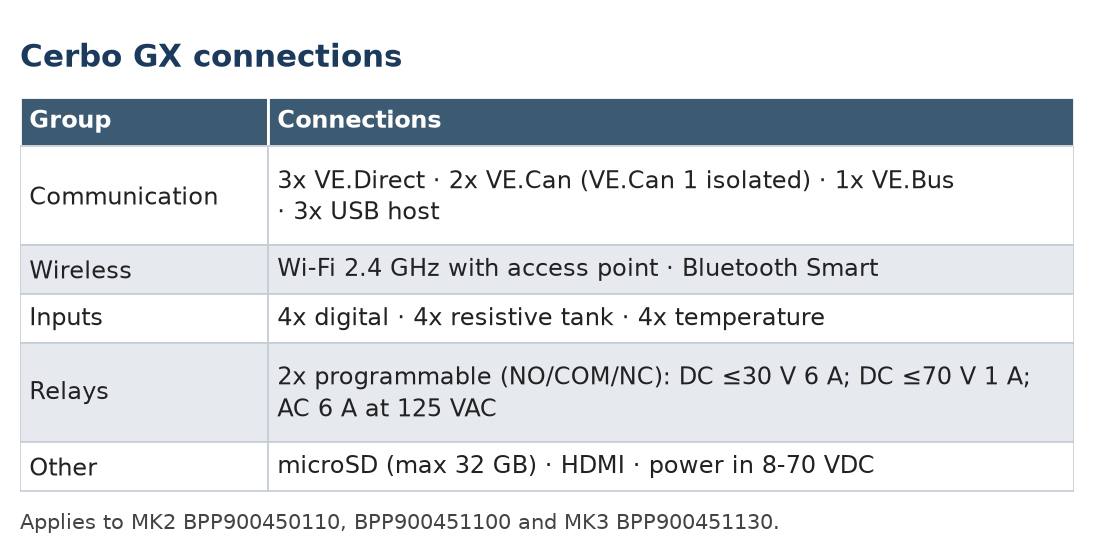 Cerbo GX connections
Group Connections
Communication 3x VE.Direct · 2x VE.Can (VE.Can 1 isolated) · 1x VE.Bus
· 3x USB host
Wireless Wi-Fi 2.4 GHz with access point · Bluetooth Smart
Inputs 4x digital · 4x resistive tank · 4x temperature
Relays 2x programmable (NO/COM/NC): DC ≤30 V 6 A; DC ≤70 V 1 A;
AC 6 A at 125 VAC
Other microSD (max 32 GB) · HDMI · power in 8-70 VDC
Applies to MK2 BPP900450110, BPP900451100 and MK3 BPP900451130.